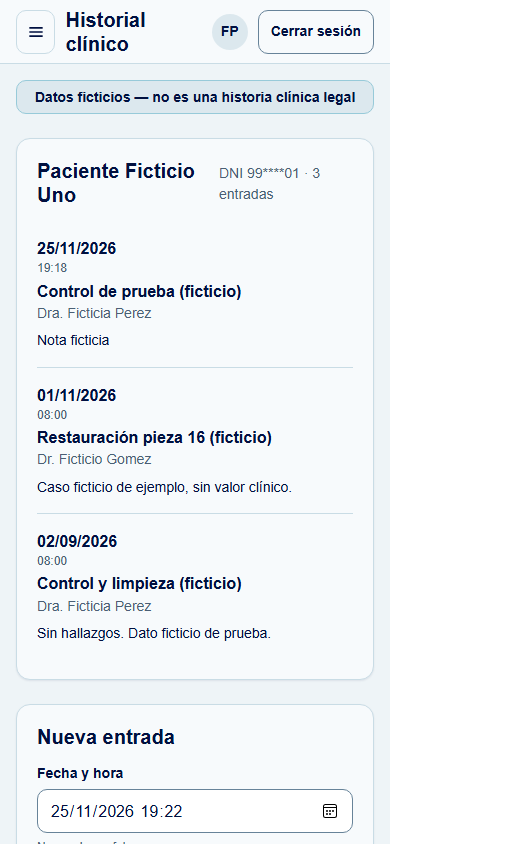 Historial
clínico
FP
Cerrar sesión
Datos ficticios — no es una historia clínica legal
Paciente Ficticio
Uno
DNI 99****01 · 3
entradas
25/11/2026
19:18
Control de prueba (ficticio)
Dra. Ficticia Perez
Nota ficticia
01/11/2026
08:00
Restauración pieza 16 (ficticio)
Dr. Ficticio Gomez
Caso ficticio de ejemplo, sin valor clínico.
02/09/2026
08:00
Control y limpieza (ficticio)
Dra. Ficticia Perez
Sin hallazgos. Dato ficticio de prueba.
Nueva entrada
Fecha y hora
25/11/2026 19:22